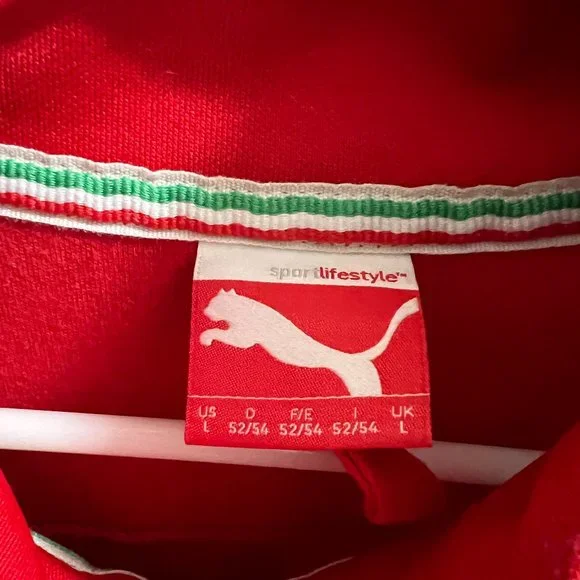 sportlifestyle™
US D F/E I UK
L 52/54 52/54 52/54 L